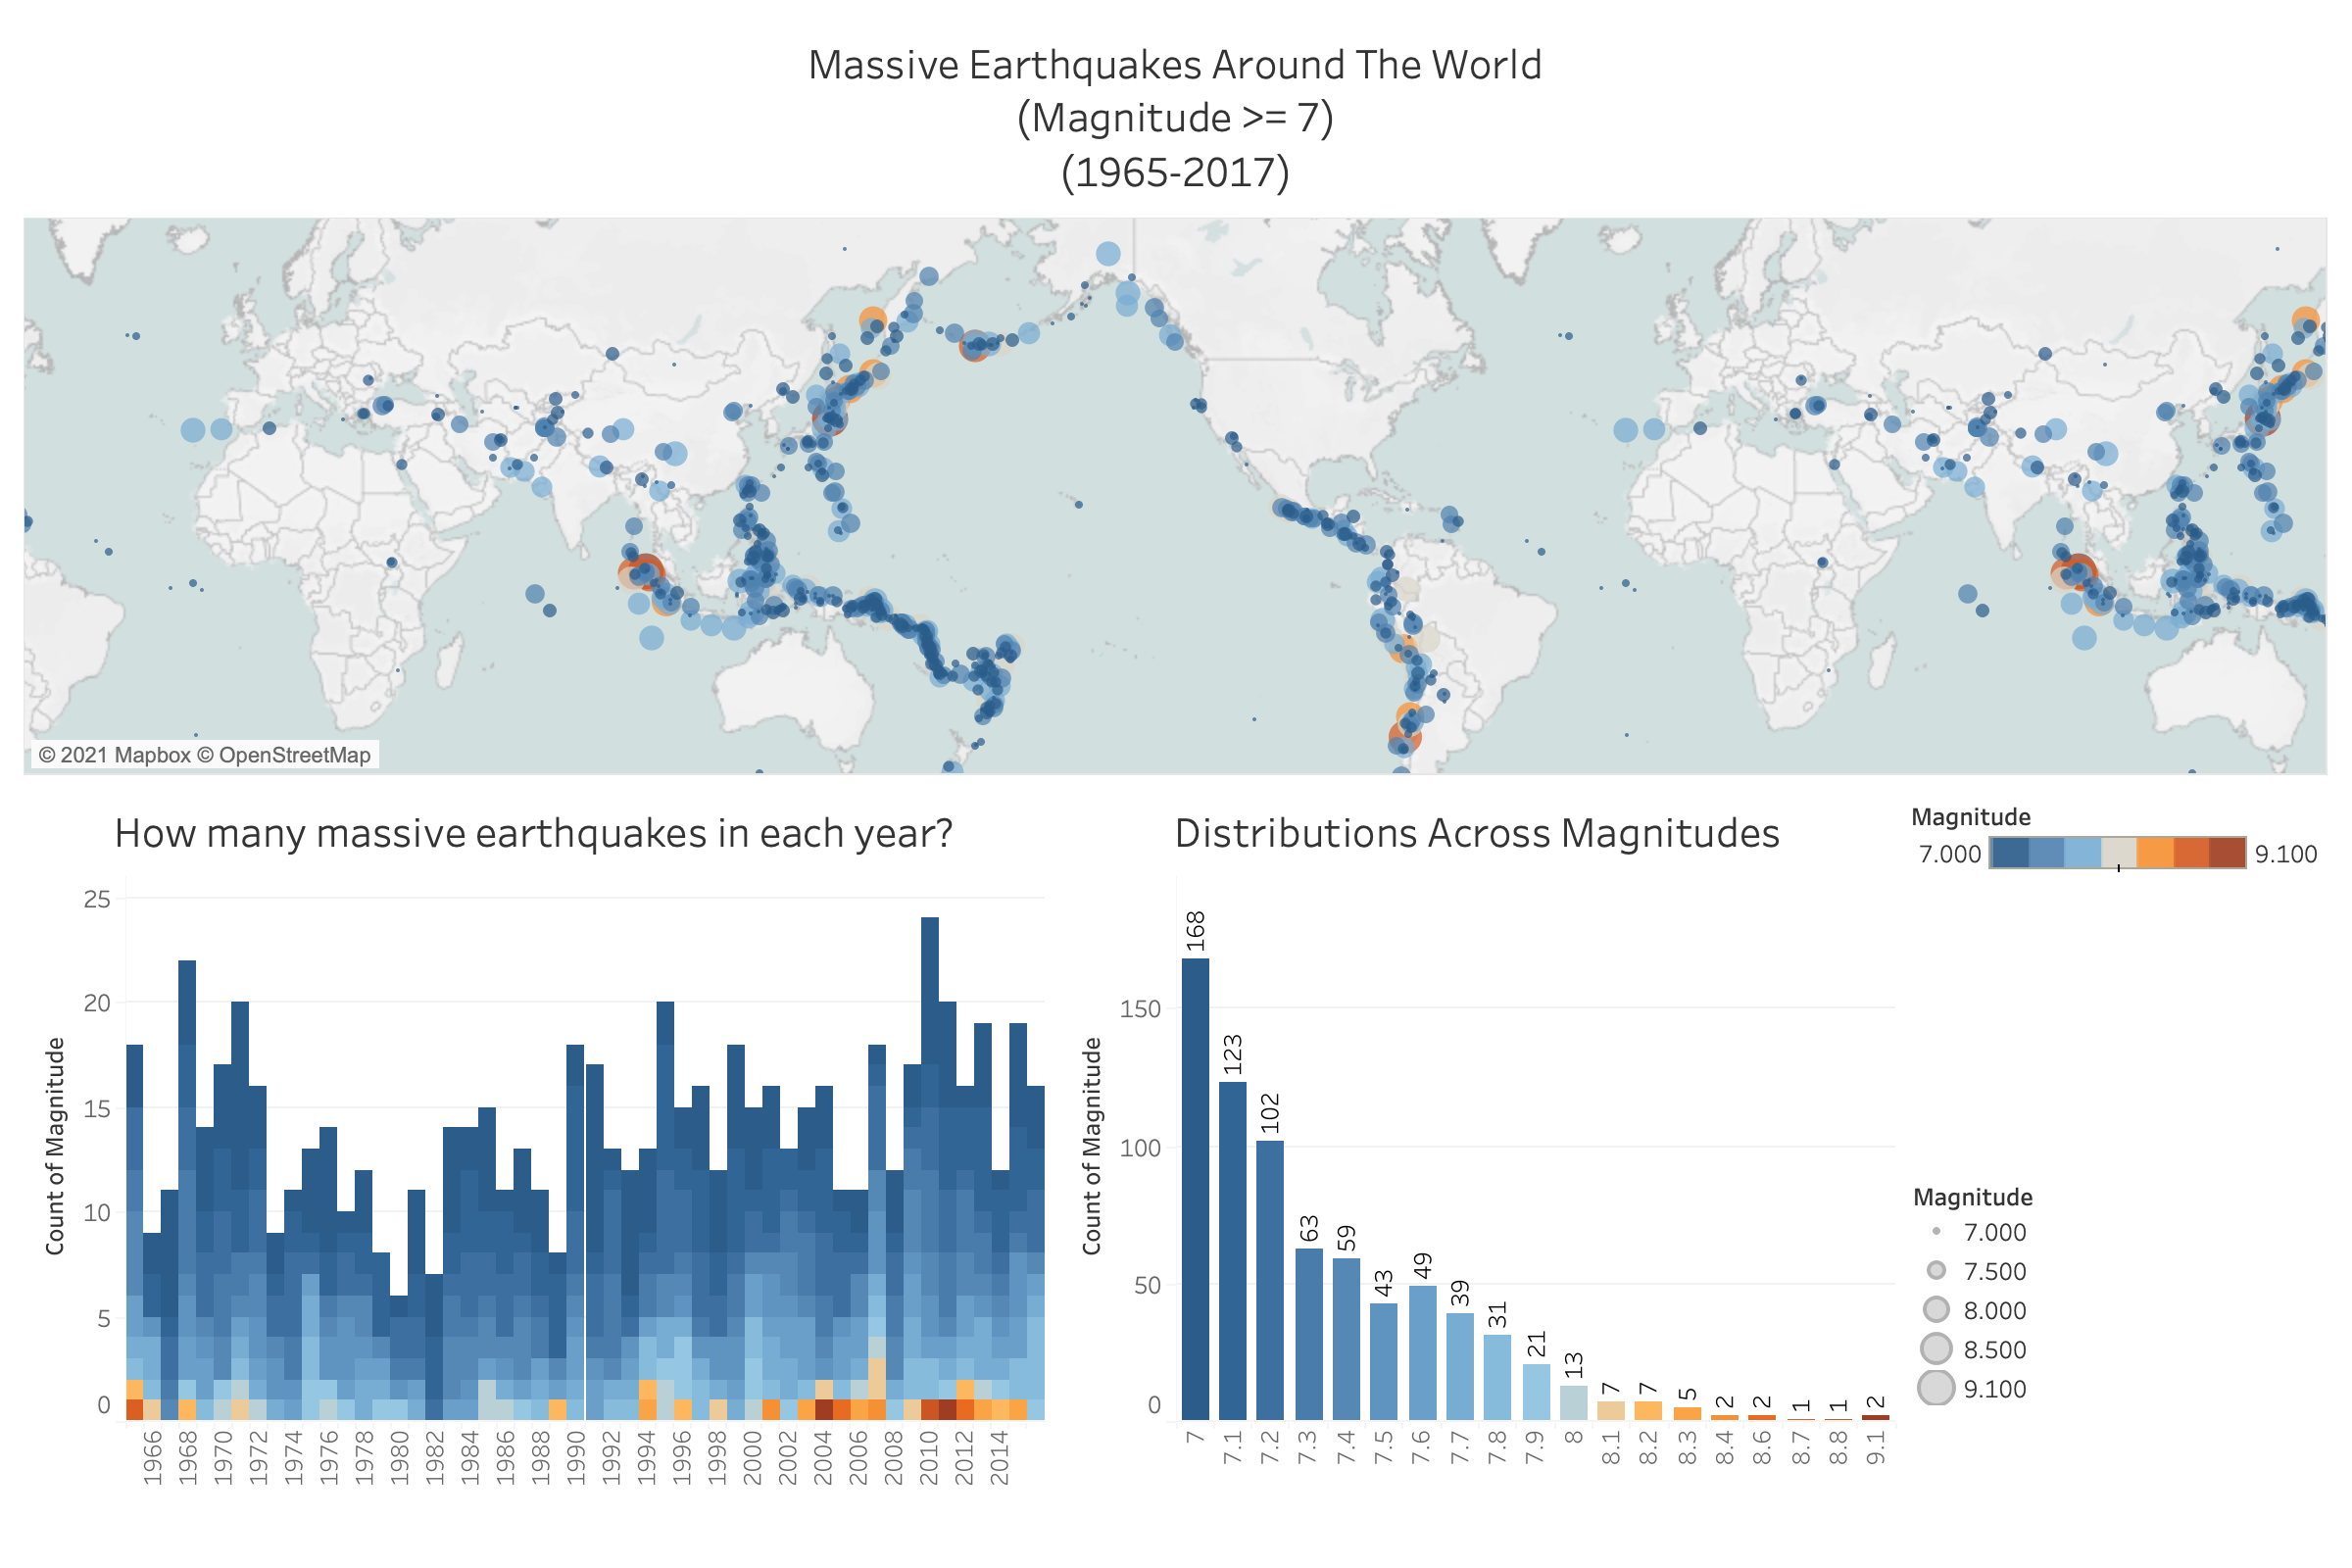 Massive Earthquakes Around The World
(Magnitude >= 7)
(1965-2017)
© 2021 Mapbox © OpenStreetMap
How many massive earthquakes in each year?
Count of Magnitude
25
20
15
10
5
0
1966 1968 1970 1972 1974 1976 1978 1980 1982 1984 1986 1988 1990 1992 1994 1996 1998 2000 2002 2004 2006 2008 2010 2012 2014
Distributions Across Magnitudes
Count of Magnitude
150
100
50
0
168 123 102 63 59 43 49 39 31 21 13 7 7 5 2 2 1 1 2
7 7.1 7.2 7.3 7.4 7.5 7.6 7.7 7.8 7.9 8 8.1 8.2 8.3 8.4 8.6 8.7 8.8 9.1
Magnitude
7.000 9.100
Magnitude
7.000
7.500
8.000
8.500
9.100